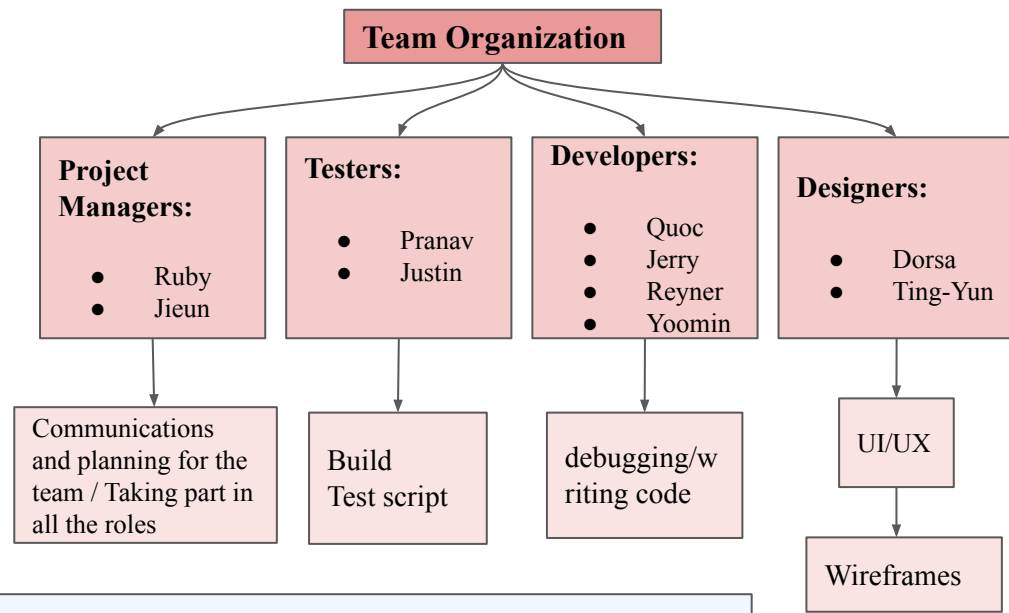 Team Organization
Project
Managers:
● Ruby
● Jieun
Testers:
● Pranav
● Justin
Developers:
● Quoc
● Jerry
● Reyner
● Yoomin
Designers:
● Dorsa
● Ting-Yun
Communications
and planning for the
team / Taking part in
all the roles
Build
Test script
debugging/w
riting code
UI/UX
Wireframes